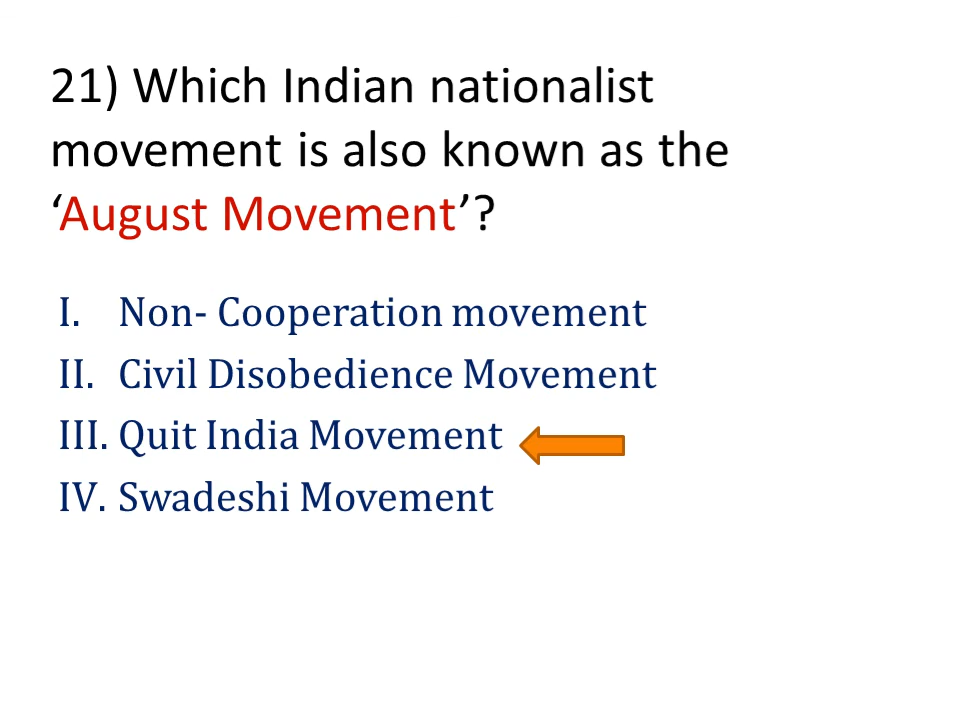 21) Which Indian nationalist
movement is also known as the
‘August Movement’?
I. Non- Cooperation movement
II. Civil Disobedience Movement
III. Quit India Movement
IV. Swadeshi Movement